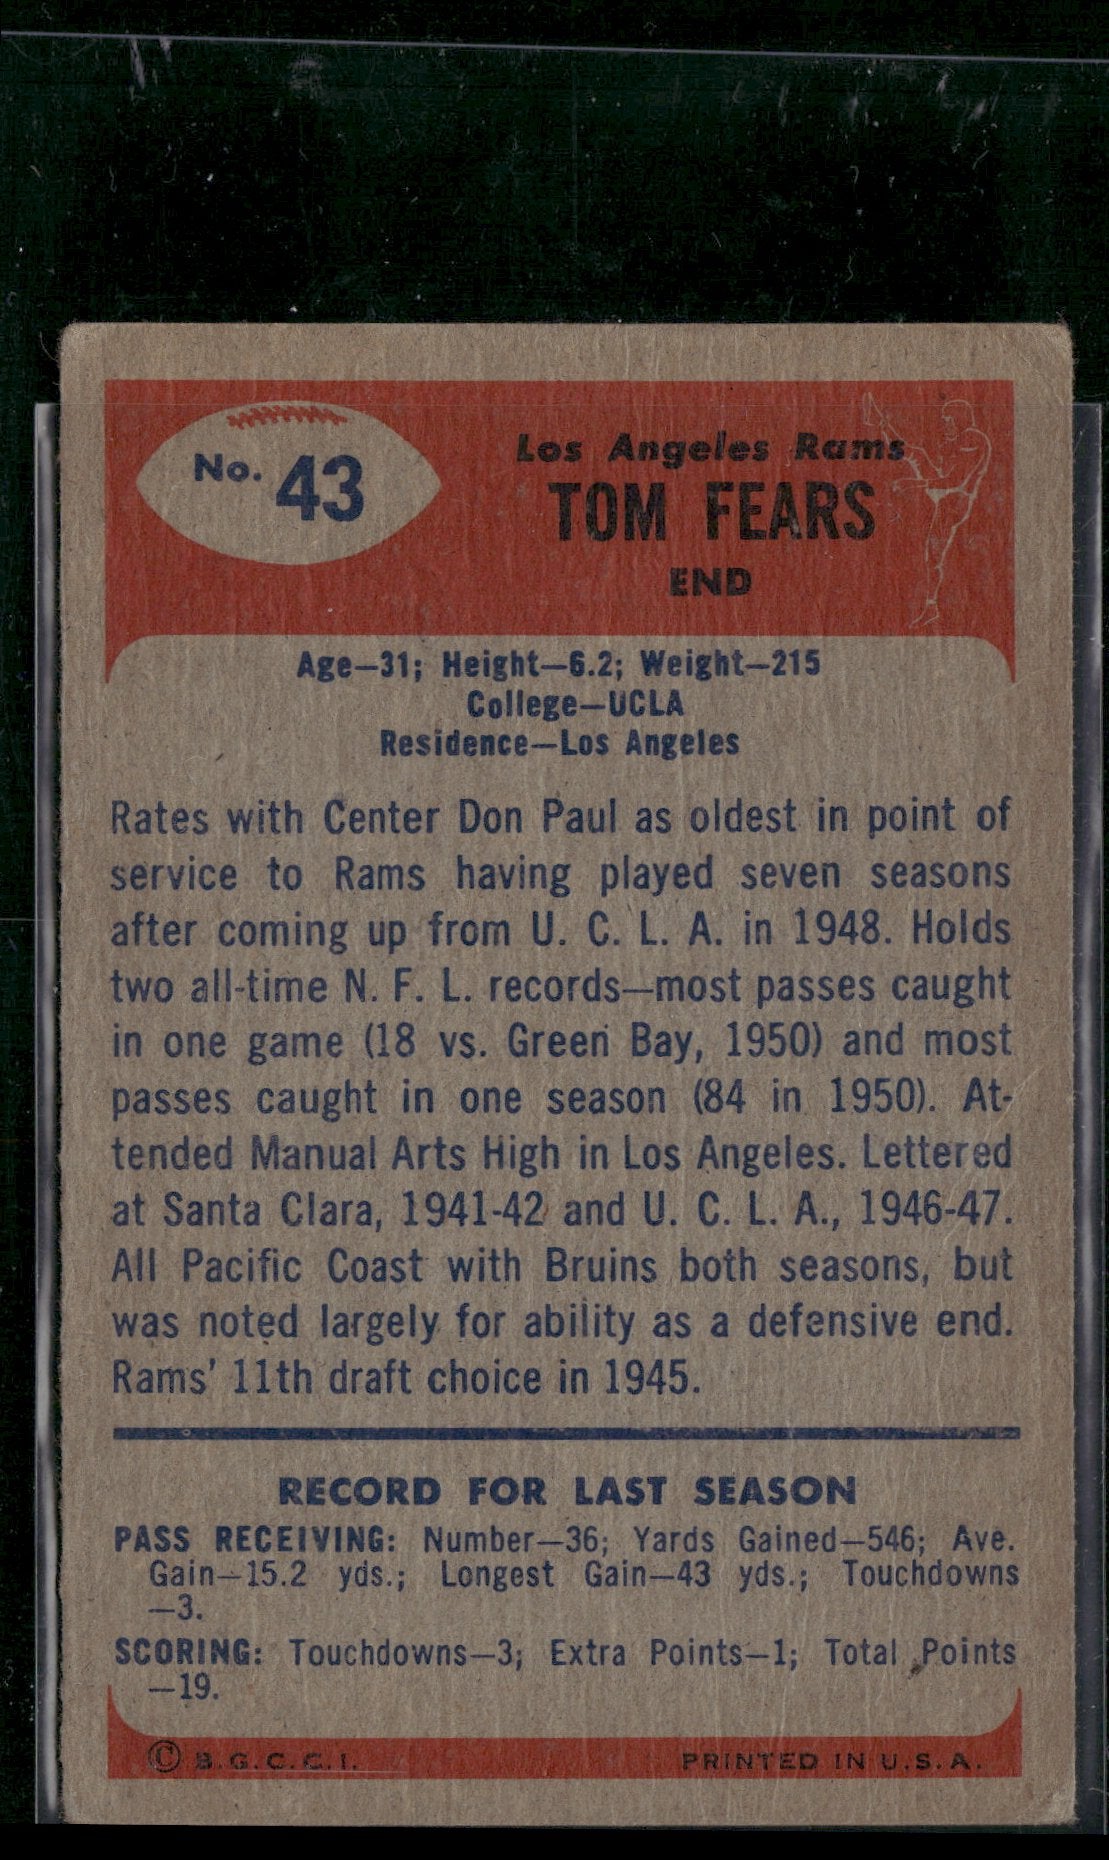 No. 43
Los Angeles Rams
TOM FEARS
END
Age—31; Height—6.2; Weight—215
College—UCLA
Residence—Los Angeles
Rates with Center Don Paul as oldest in point of
service to Rams having played seven seasons
after coming up from U. C. L. A. in 1948. Holds
two all-time N. F. L. records—most passes caught
in one game (18 vs. Green Bay, 1950) and most
passes caught in one season (84 in 1950). At-
tended Manual Arts High in Los Angeles. Lettered
at Santa Clara, 1941-42 and U. C. L. A., 1946-47.
All Pacific Coast with Bruins both seasons, but
was noted largely for ability as a defensive end.
Rams' 11th draft choice in 1945.
RECORD FOR LAST SEASON
PASS RECEIVING: Number—36; Yards Gained—546; Ave.
Gain—15.2 yds.; Longest Gain—43 yds.; Touchdowns
—3.
SCORING: Touchdowns—3; Extra Points—1; Total Points
—19.
© B.G.C.C.I. PRINTED IN U.S.A.